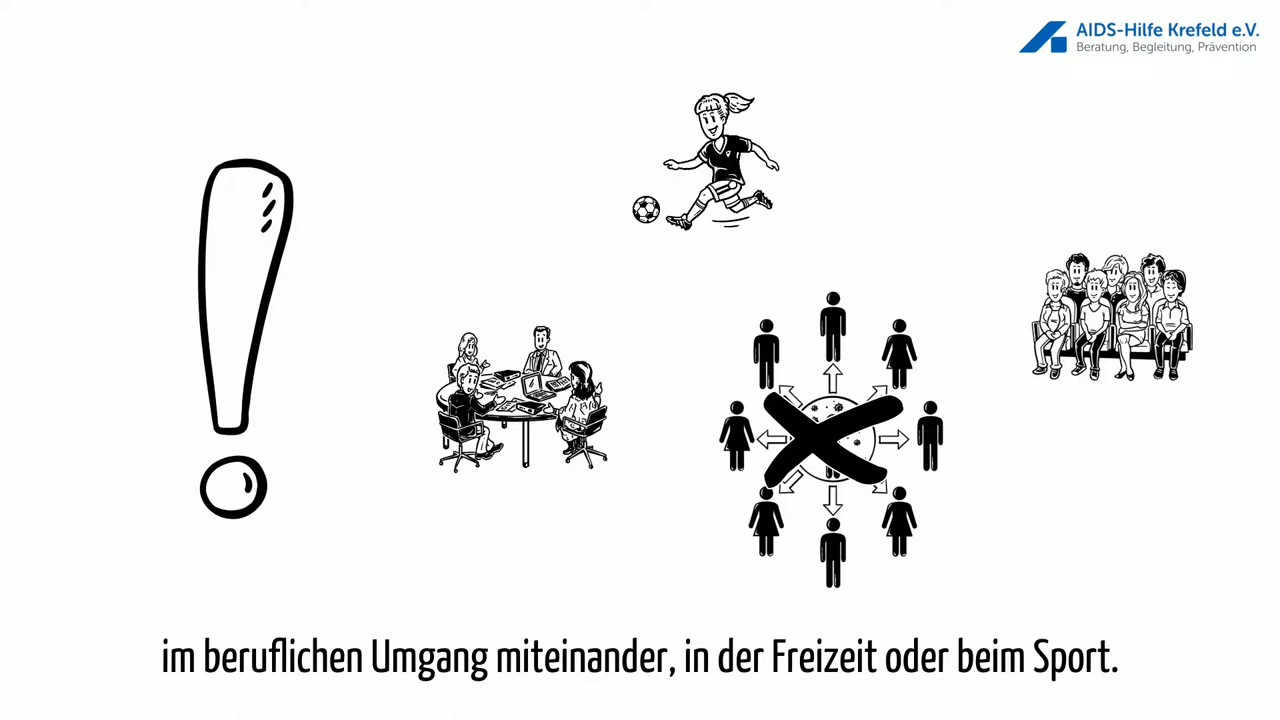 AIDS-Hilfe Krefeld e.V.
Beratung, Begleitung, Prävention
im beruflichen Umgang miteinander, in der Freizeit oder beim Sport.